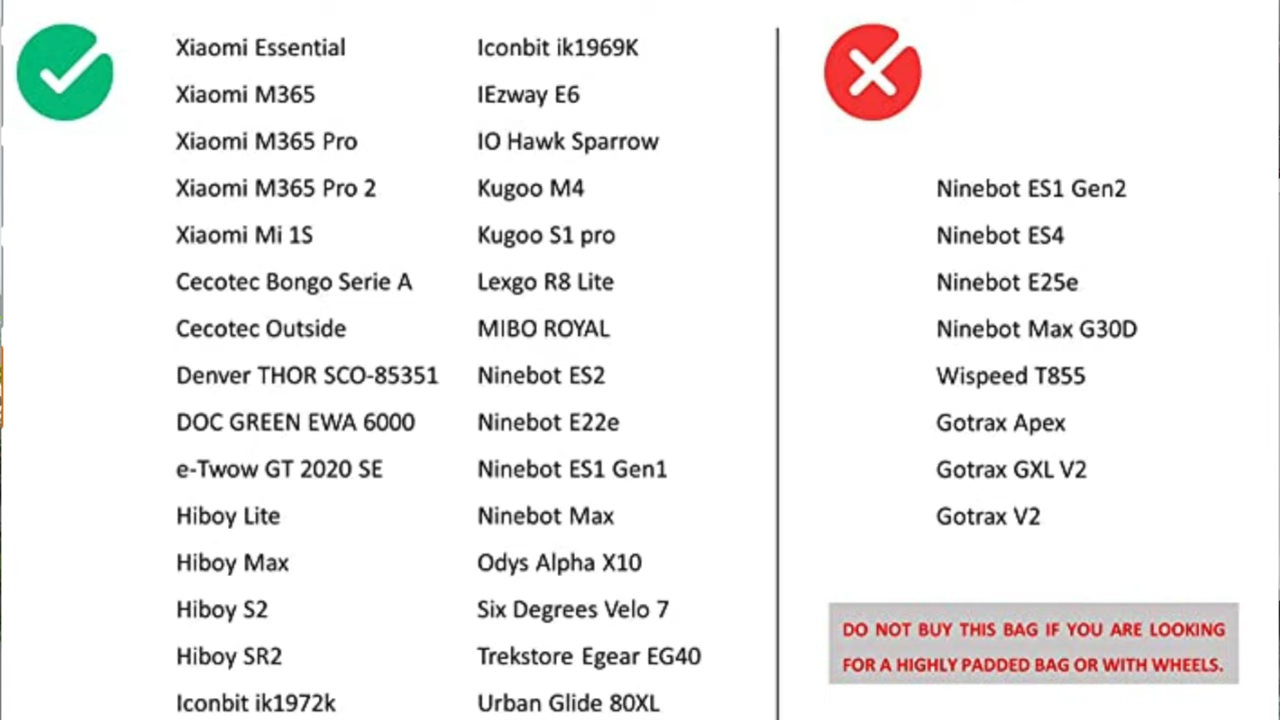 Xiaomi Essential
Xiaomi M365
Xiaomi M365 Pro
Xiaomi M365 Pro 2
Xiaomi Mi 1S
Cecotec Bongo Serie A
Cecotec Outside
Denver THOR SCO-85351
DOC GREEN EWA 6000
e-Twow GT 2020 SE
Hiboy Lite
Hiboy Max
Hiboy S2
Hiboy SR2
Iconbit ik1972k
Iconbit ik1969K
IEzway E6
IO Hawk Sparrow
Kugoo M4
Kugoo S1 pro
Lexgo R8 Lite
MIBO ROYAL
Ninebot ES2
Ninebot E22e
Ninebot ES1 Gen1
Ninebot Max
Odys Alpha X10
Six Degrees Velo 7
Trekstore Egear EG40
Urban Glide 80XL
Ninebot ES1 Gen2
Ninebot ES4
Ninebot E25e
Ninebot Max G30D
Wispeed T855
Gotrax Apex
Gotrax GXL V2
Gotrax V2
DO NOT BUY THIS BAG IF YOU ARE LOOKING
FOR A HIGHLY PADDED BAG OR WITH WHEELS.